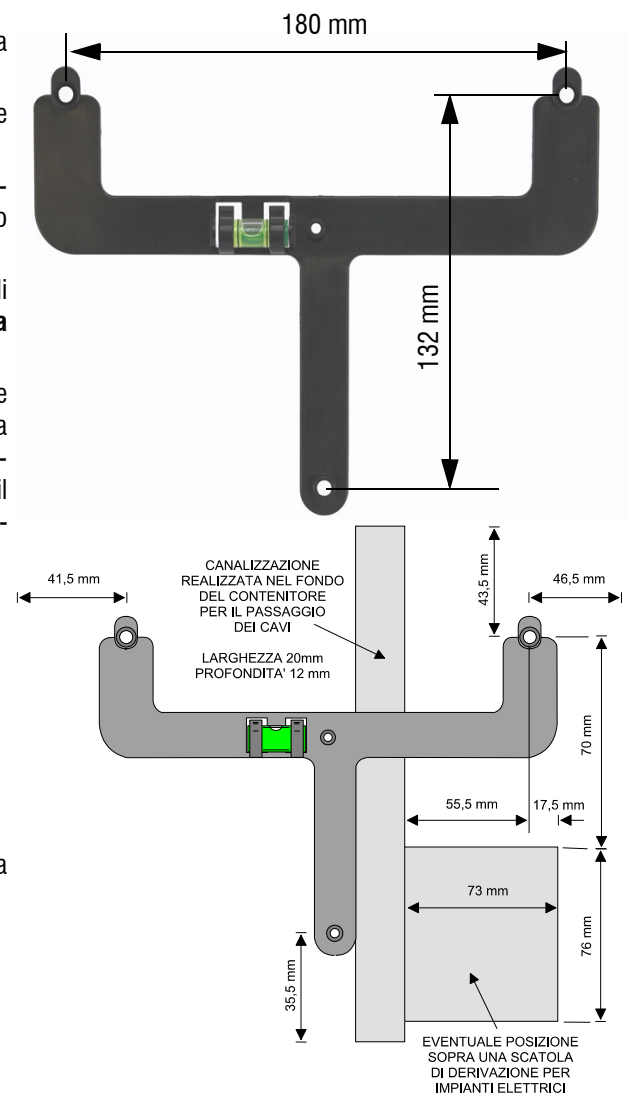 180 mm
a
e
-
o
132 mm
li
a
e
a
-
il
-
41,5 mm
CANALIZZAZIONE
REALIZZATA NEL FONDO
DEL CONTENITORE
PER IL PASSAGGIO
DEI CAVI
LARGHEZZA 20mm
PROFONDITA' 12 mm
43,5 mm
46,5 mm
70 mm
55,5 mm
17,5 mm
73 mm
76 mm
a
35,5 mm
EVENTUALE POSIZIONE
SOPRA UNA SCATOLA
DI DERIVAZIONE PER
IMPIANTI ELETTRICI